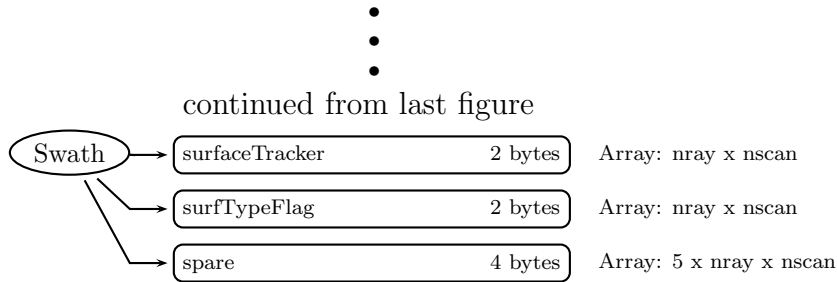 continued from last figure
Swath
surfaceTracker 2 bytes Array: nray x nscan
surfTypeFlag 2 bytes Array: nray x nscan
spare 4 bytes Array: 5 x nray x nscan